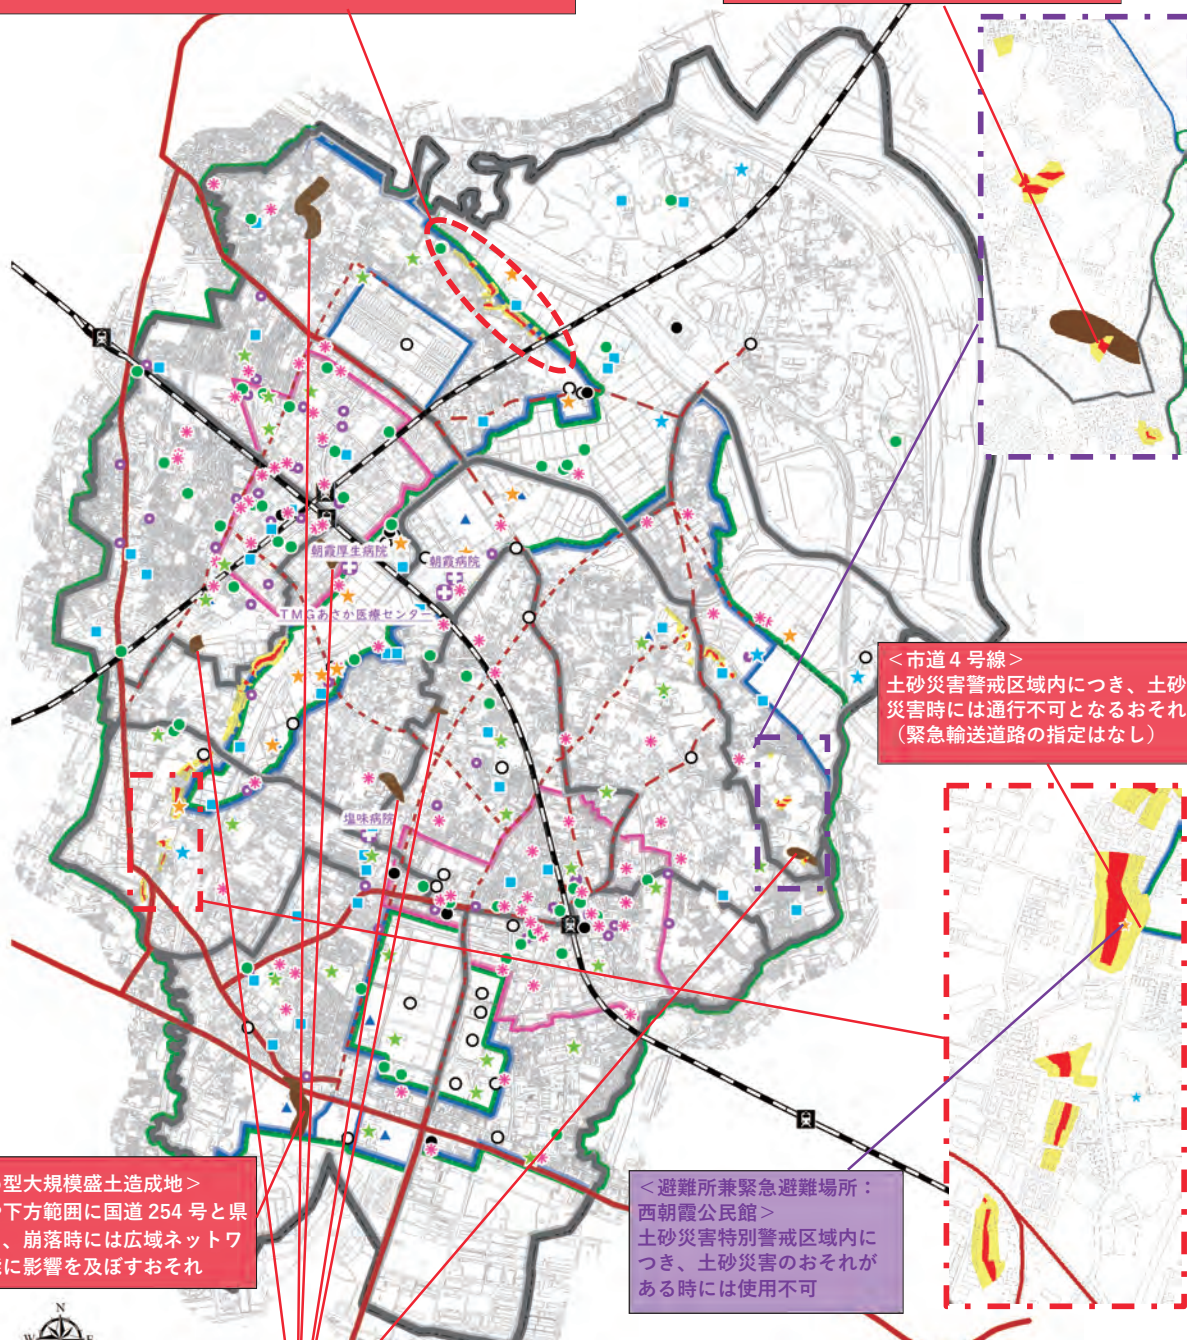 朝霞厚生病院
朝霞病院
TMGあさか医療センター
＜市道４号線＞
土砂災害警戒区域内につき、土砂
災害時には通行不可となるおそれ
（緊急輸送道路の指定はなし）
塩味病院
型大規模盛土造成地＞
下方範囲に国道 254 号と県
、崩落時には広域ネットワ
に影響を及ぼすおそれ
＜避難所兼緊急避難場所：
西朝霞公民館＞
土砂災害特別警戒区域内に
つき、土砂災害のおそれが
ある時には使用不可
N
W
E